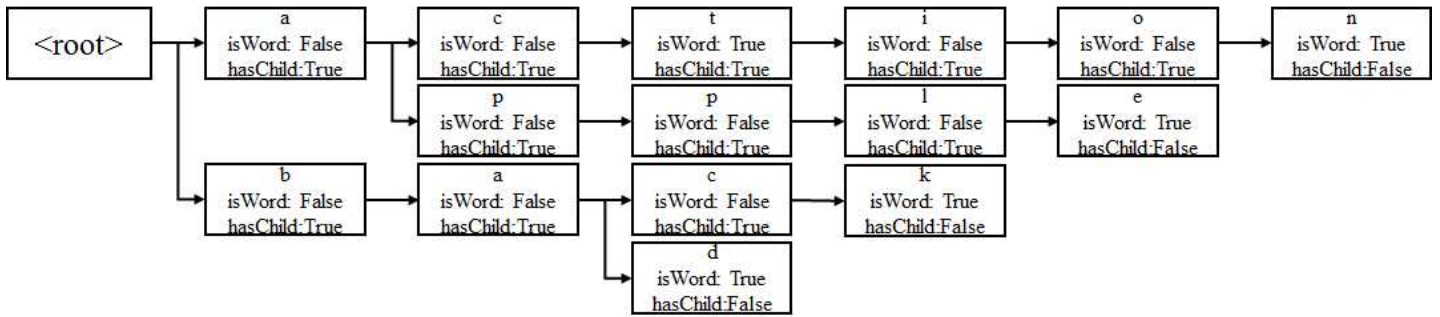 <root>
a
isWord: False
hasChild:True
c
isWord: False
hasChild:True
t
isWord: True
hasChild:True
i
isWord: False
hasChild:True
o
isWord: False
hasChild:True
n
isWord: True
hasChild:False
p
isWord: False
hasChild:True
p
isWord: False
hasChild:True
l
isWord: False
hasChild:True
e
isWord: True
hasChild:False
b
isWord: False
hasChild:True
a
isWord: False
hasChild:True
c
isWord: False
hasChild:True
k
isWord: True
hasChild:False
d
isWord: True
hasChild:False